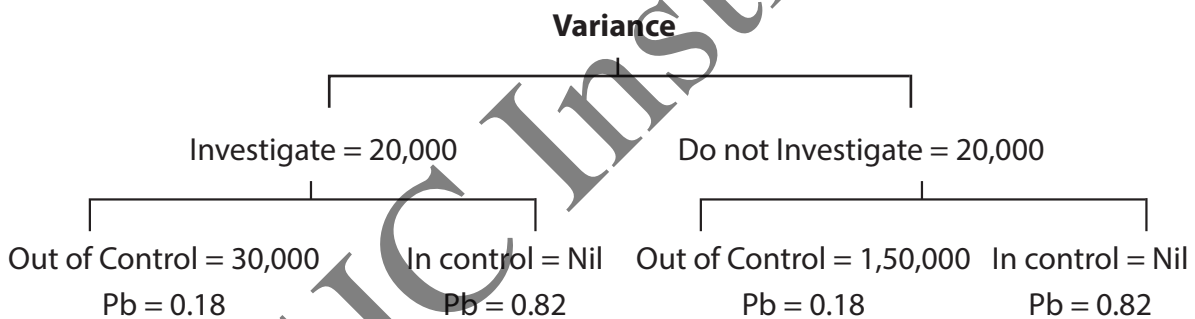 Variance
Investigate = 20,000 Do not Investigate = 20,000
Out of Control = 30,000 In control = Nil Out of Control = 1,50,000 In control = Nil
Pb = 0.18 Pb = 0.82 Pb = 0.18 Pb = 0.82